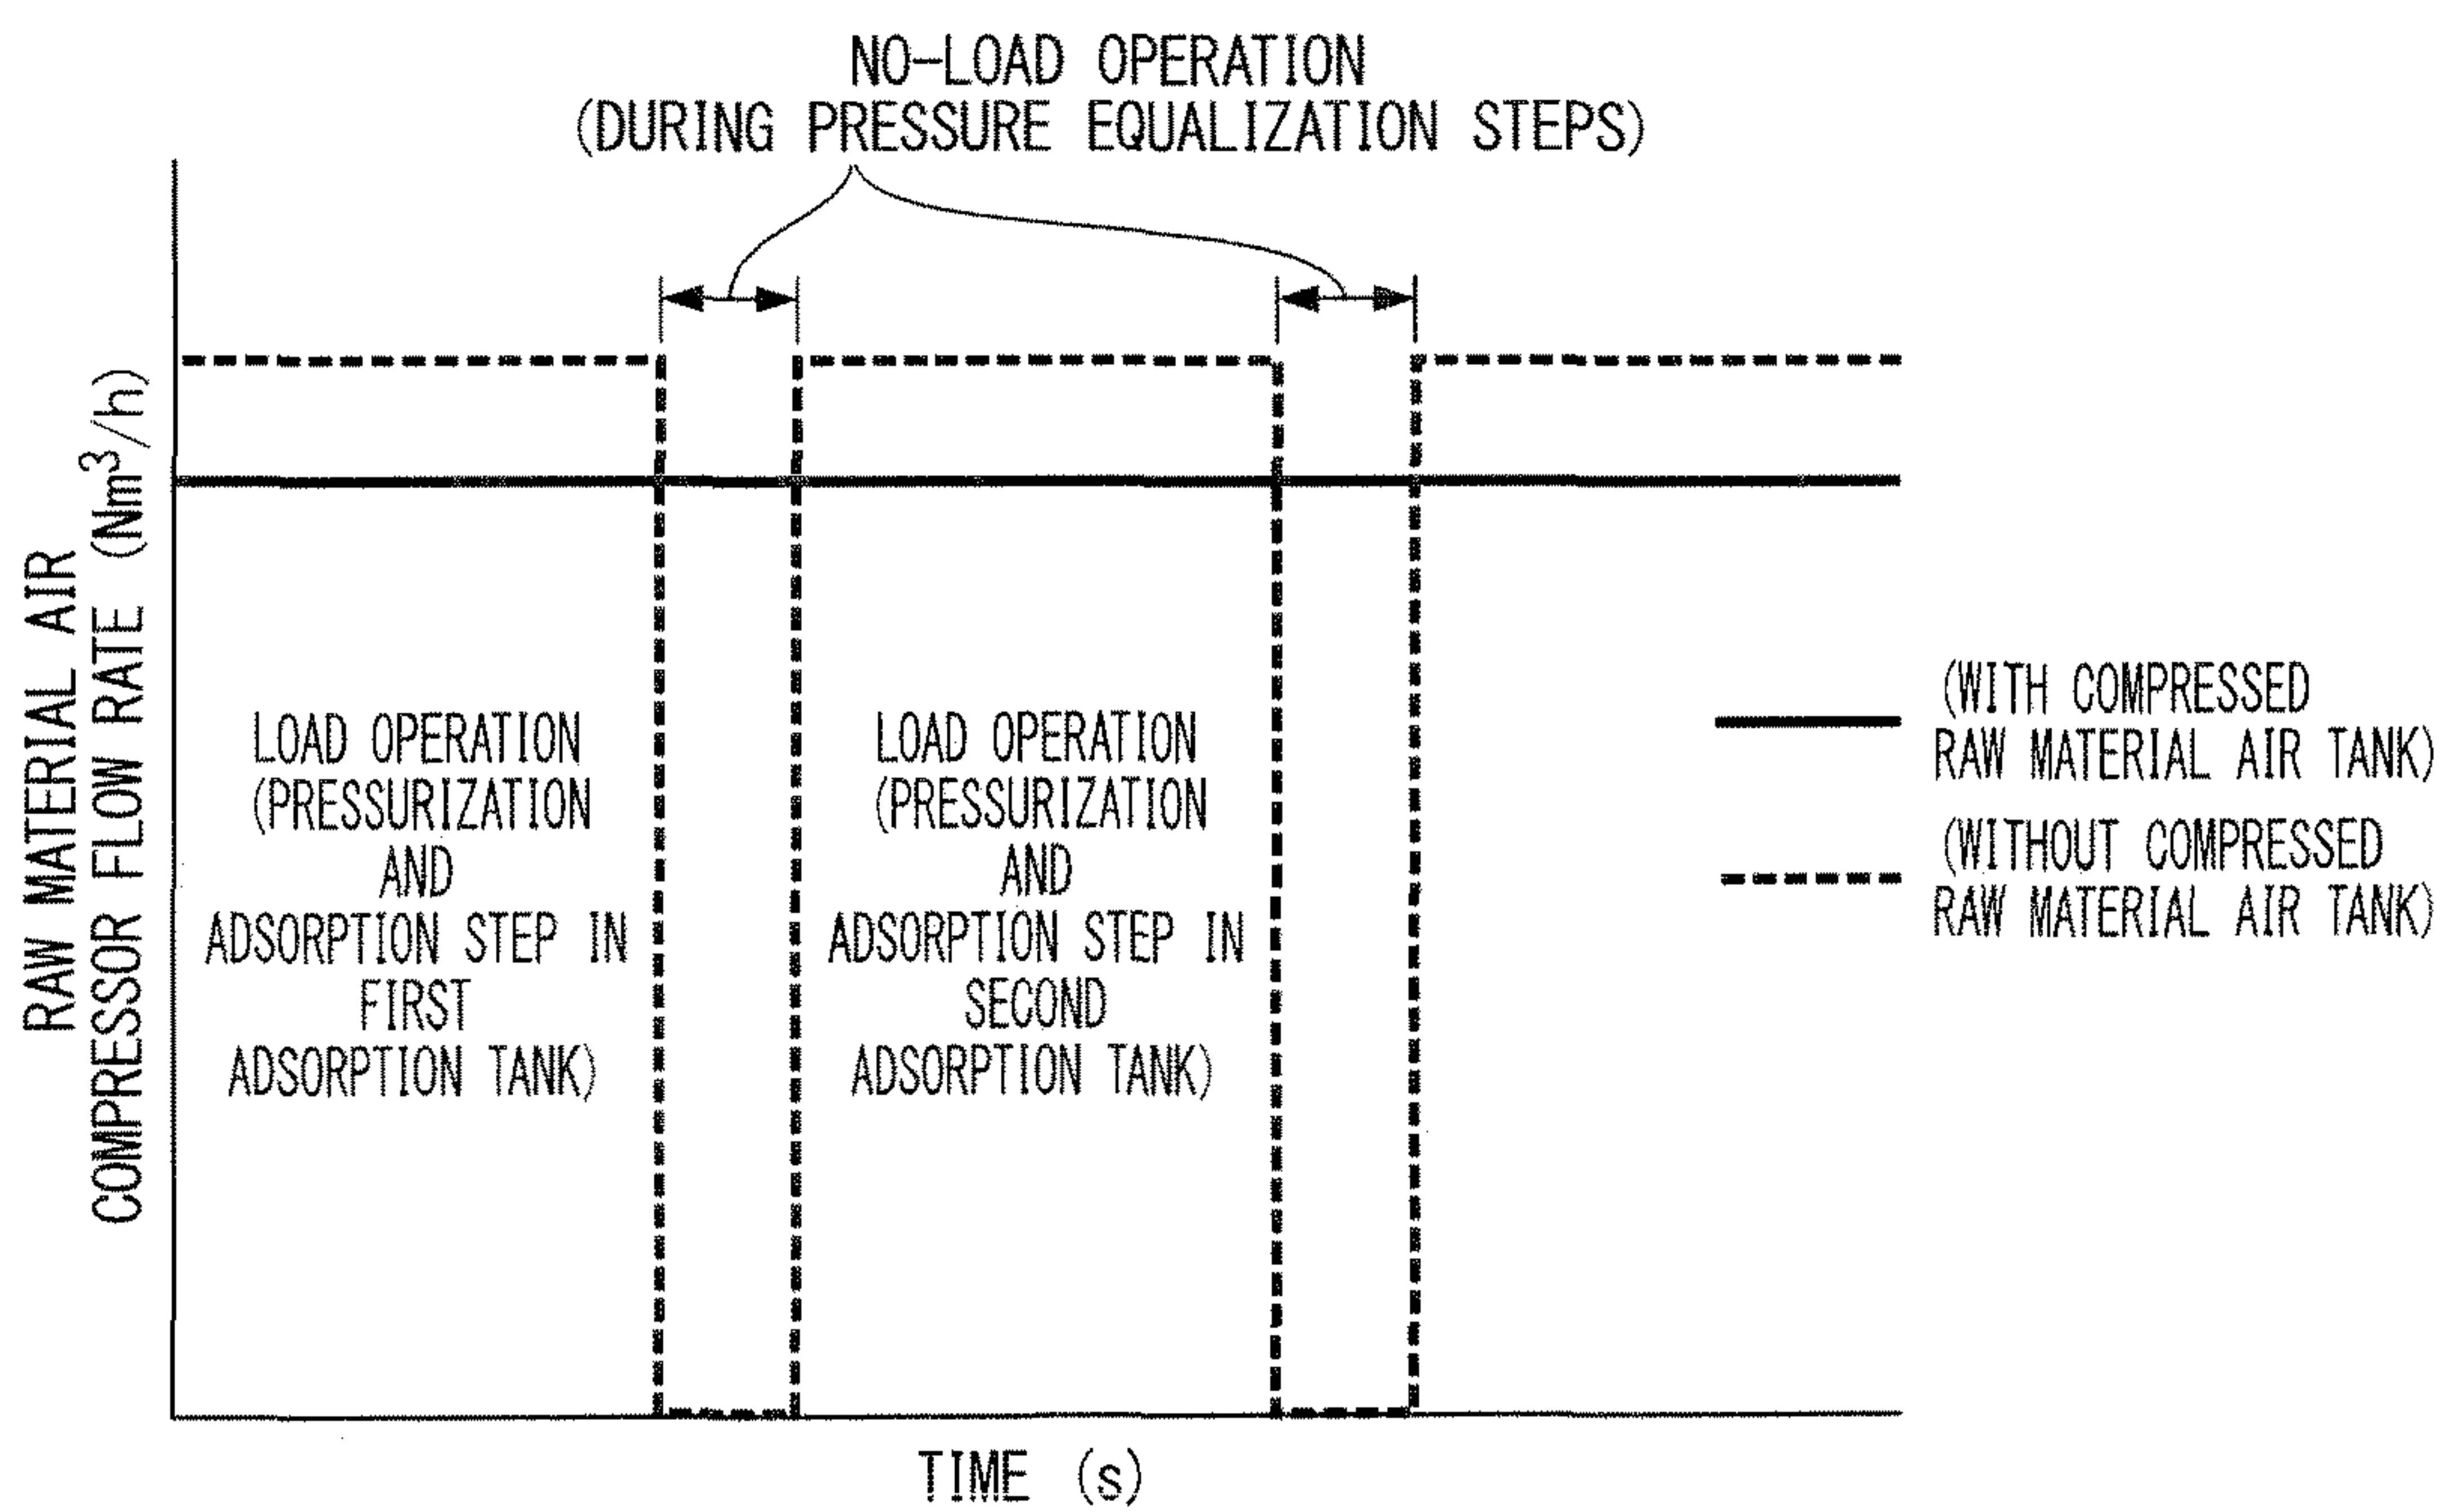 NO-LOAD OPERATION
(DURING PRESSURE EQUALIZATION STEPS)
RAW MATERIAL AIR
COMPRESSOR FLOW RATE (Nm³/h)
LOAD OPERATION
(PRESSURIZATION
AND
ADSORPTION STEP IN
FIRST
ADSORPTION TANK)
LOAD OPERATION
(PRESSURIZATION
AND
ADSORPTION STEP IN
SECOND
ADSORPTION TANK)
(WITH COMPRESSED
RAW MATERIAL AIR TANK)
(WITHOUT COMPRESSED
RAW MATERIAL AIR TANK)
TIME (s)